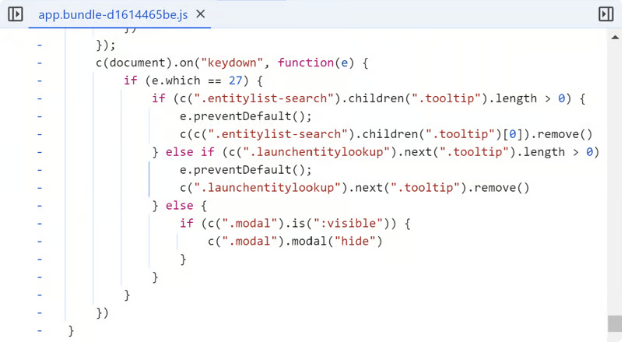 app.bundle-d1614465be.js
});
c(document).on("keydown", function(e) {
if (e.which == 27) {
if (c(".entitylist-search").children(".tooltip").length > 0) {
e.preventDefault();
c(c(".entitylist-search").children(".tooltip")[0]).remove()
} else if (c(".launchentitylookup").next(".tooltip").length > 0)
e.preventDefault();
c(".launchentitylookup").next(".tooltip").remove()
} else {
if (c(".modal").is(":visible")) {
c(".modal").modal("hide")
}
}
}
})
}